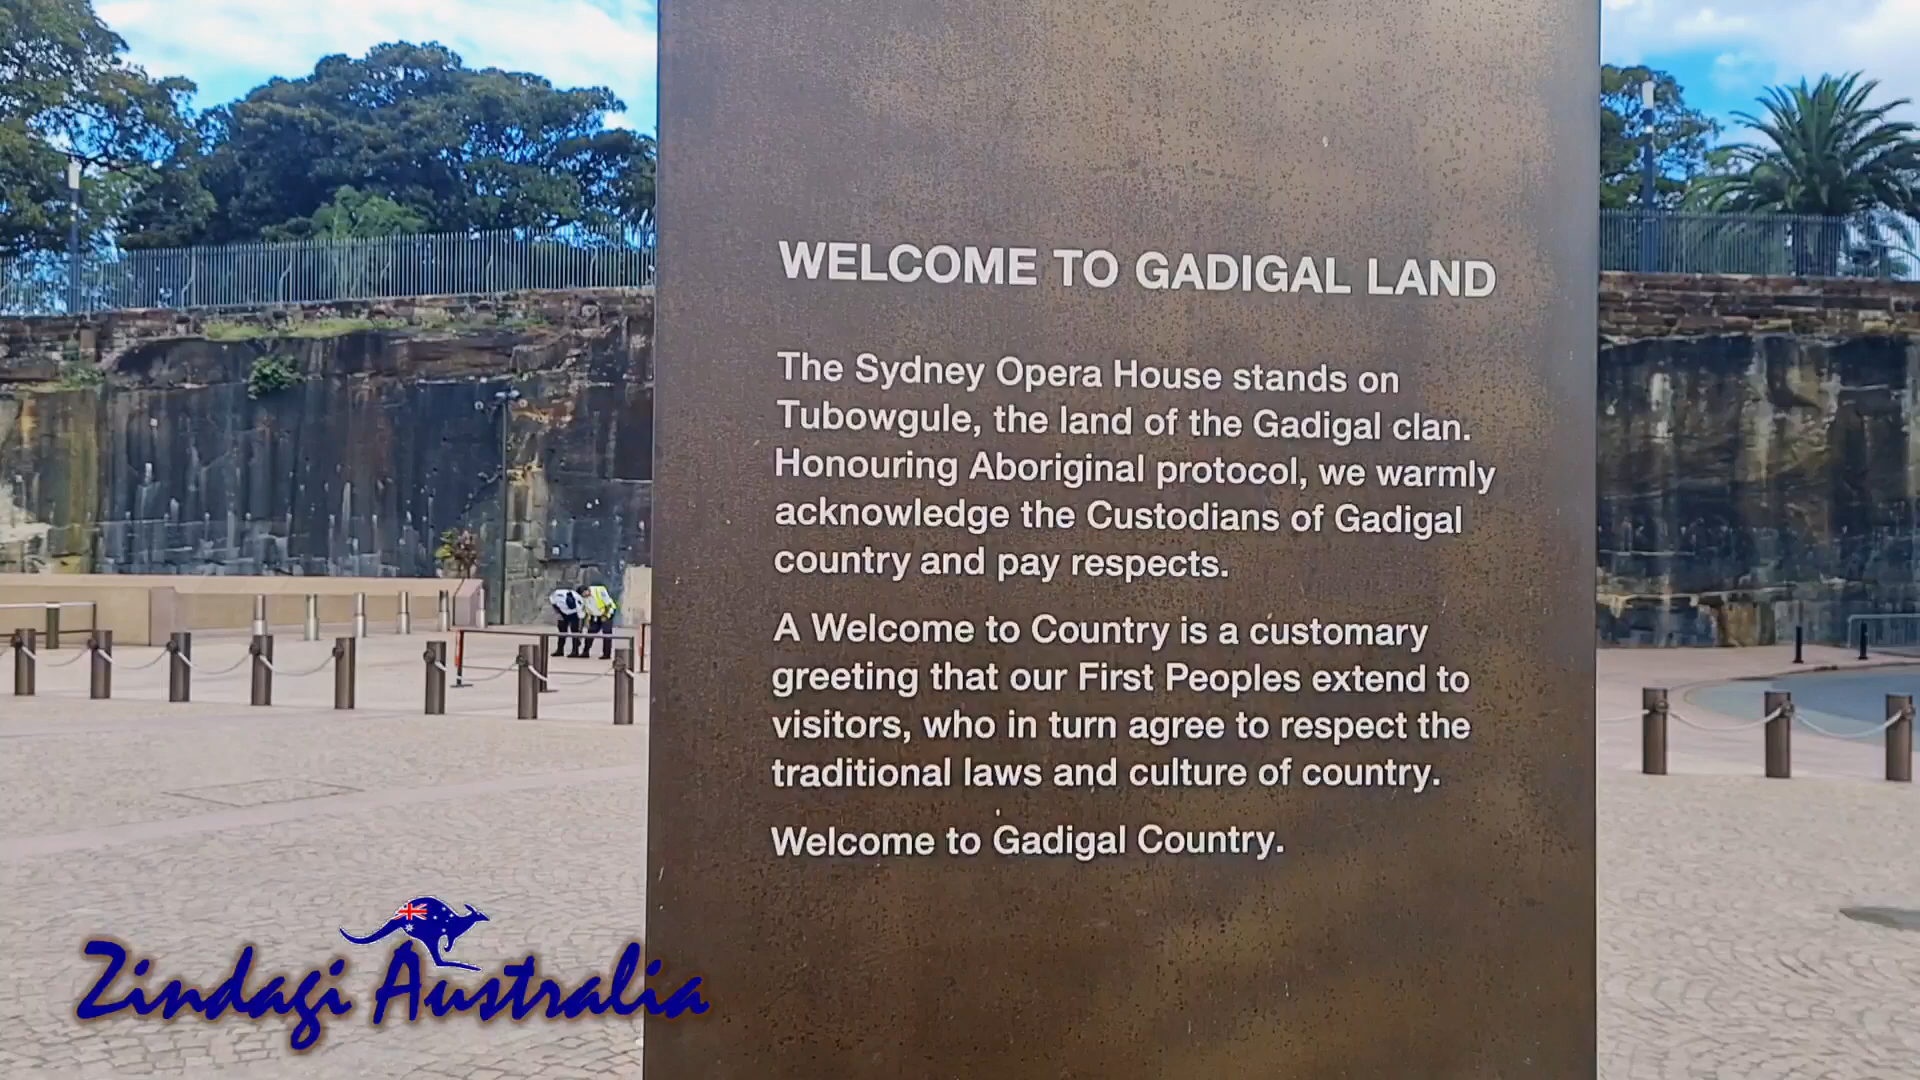 WELCOME TO GADIGAL LAND
The Sydney Opera House stands on
Tubowgule, the land of the Gadigal clan.
Honouring Aboriginal protocol, we warmly
acknowledge the Custodians of Gadigal
country and pay respects.
A Welcome to Country is a customary
greeting that our First Peoples extend to
visitors, who in turn agree to respect the
traditional laws and culture of country.
Welcome to Gadigal Country.
Zindagi Australia